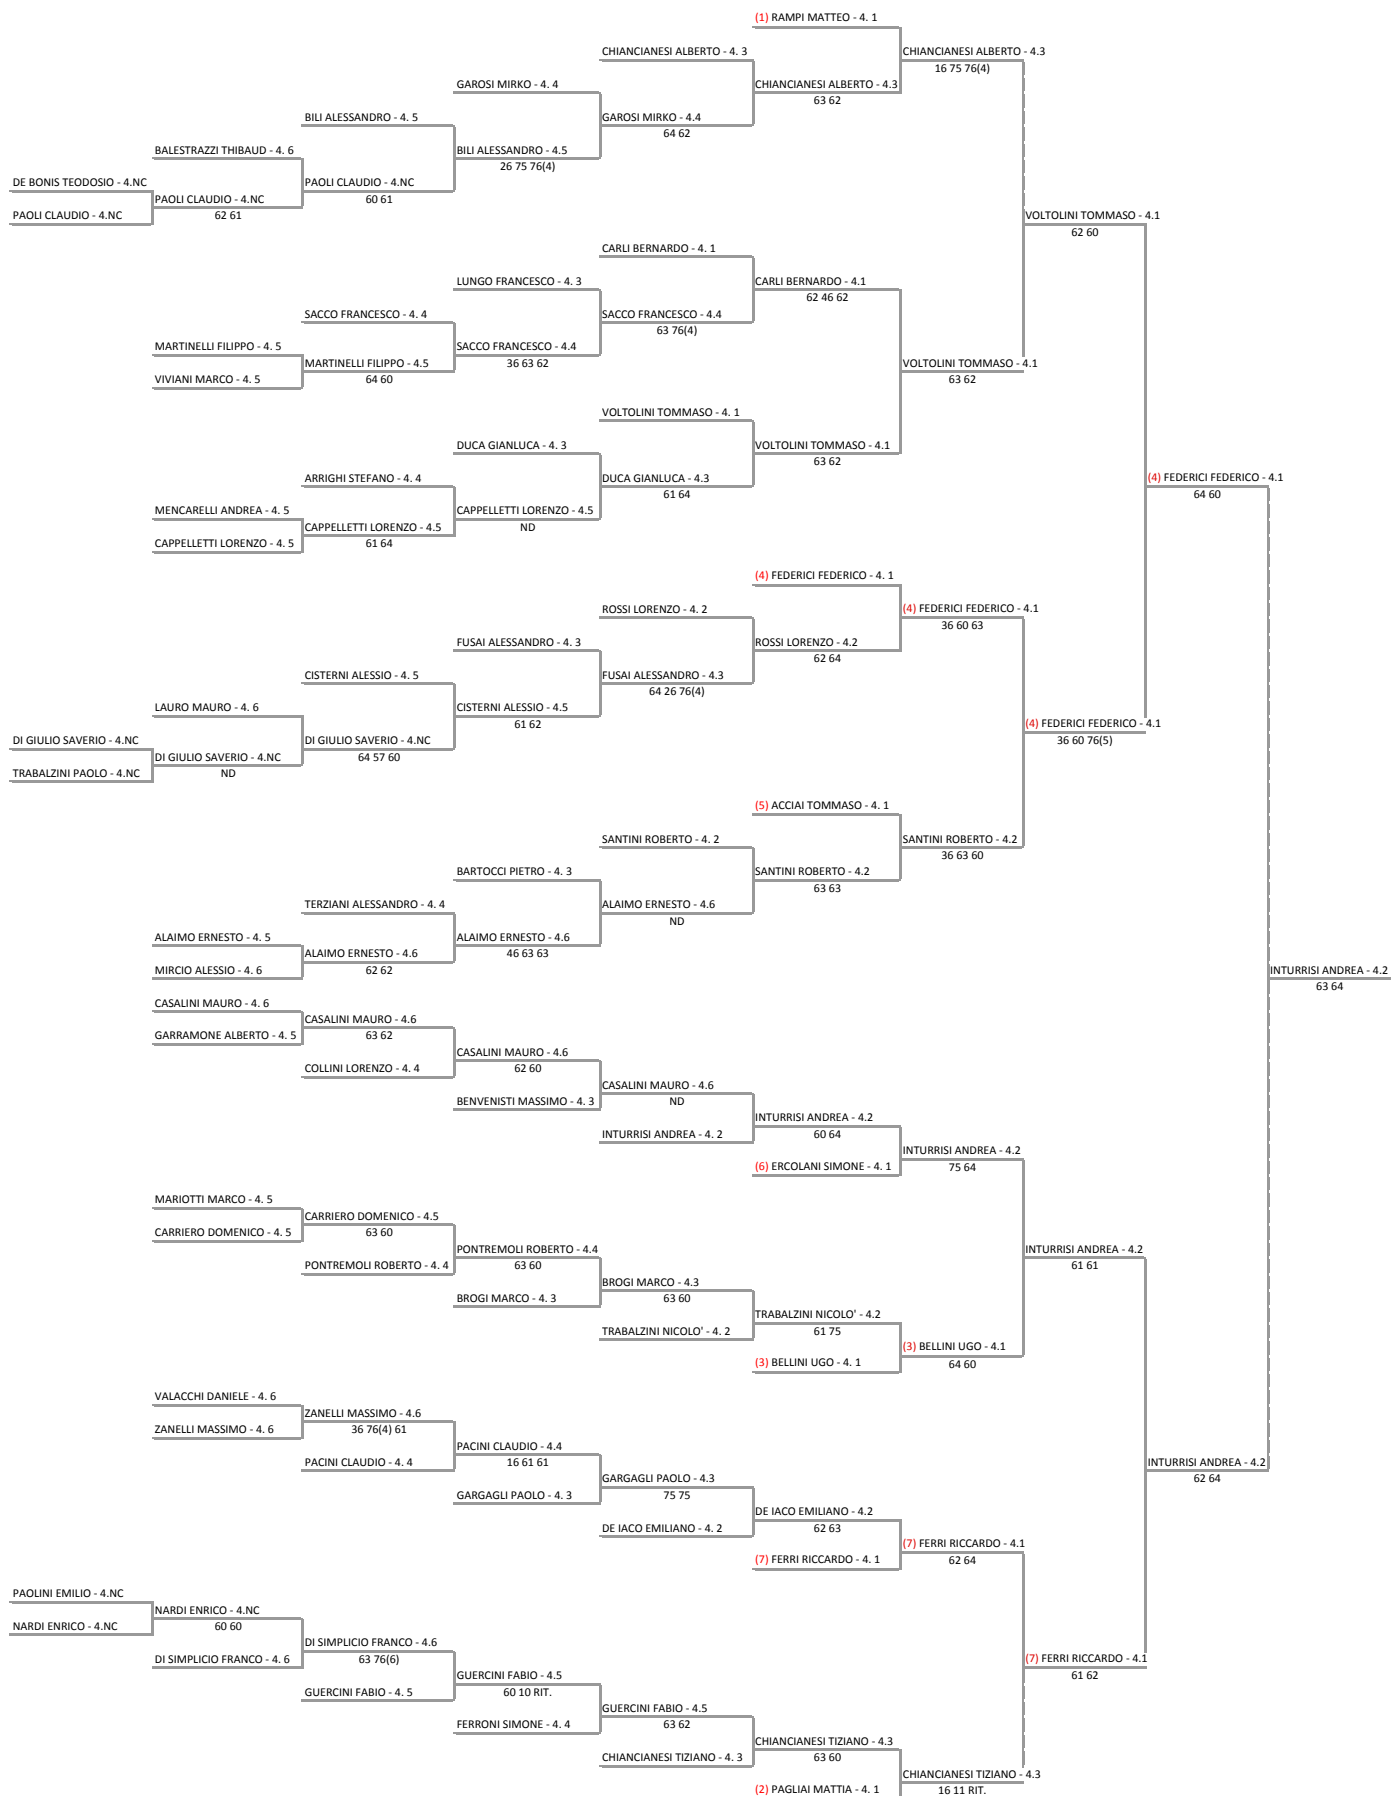 (1) RAMPI MATTEO - 4. 1
CHIANCIANESI ALBERTO - 4. 3
CHIANCIANESI ALBERTO - 4.3
16 75 76(4)
GAROSI MIRKO - 4. 4
CHIANCIANESI ALBERTO - 4.3
63 62
BILI ALESSANDRO - 4. 5
GAROSI MIRKO - 4.4
64 62
BALESTRAZZI THIBAUD - 4. 6
BILI ALESSANDRO - 4.5
26 75 76(4)
DE BONIS TEODOSIO - 4.NC
PAOLI CLAUDIO - 4.NC
60 61
PAOLI CLAUDIO - 4.NC
62 61
PAOLI CLAUDIO - 4.NC
VOLTOLINI TOMMASO - 4.1
62 60
CARLI BERNARDO - 4. 1
LUNGO FRANCESCO - 4. 3
CARLI BERNARDO - 4.1
62 46 62
SACCO FRANCESCO - 4. 4
SACCO FRANCESCO - 4.4
63 76(4)
MARTINELLI FILIPPO - 4. 5
SACCO FRANCESCO - 4.4
36 63 62
MARTINELLI FILIPPO - 4.5
64 60
VOLTOLINI TOMMASO - 4.1
63 62
VIVIANI MARCO - 4. 5
VOLTOLINI TOMMASO - 4. 1
DUCA GIANLUCA - 4. 3
VOLTOLINI TOMMASO - 4.1
63 62
ARRIGHI STEFANO - 4. 4
DUCA GIANLUCA - 4.3
61 64
(4) FEDERICI FEDERICO - 4.1
64 60
MENCARELLI ANDREA - 4. 5
CAPPELLETTI LORENZO - 4.5
ND
CAPPELLETTI LORENZO - 4.5
61 64
CAPPELLETTI LORENZO - 4. 5
(4) FEDERICI FEDERICO - 4. 1
ROSSI LORENZO - 4. 2
(4) FEDERICI FEDERICO - 4.1
36 60 63
FUSAI ALESSANDRO - 4. 3
ROSSI LORENZO - 4.2
62 64
CISTERNI ALESSIO - 4. 5
FUSAI ALESSANDRO - 4.3
64 26 76(4)
LAURO MAURO - 4. 6
CISTERNI ALESSIO - 4.5
61 62
(4) FEDERICI FEDERICO - 4.1
36 60 76(5)
DI GIULIO SAVERIO - 4.NC
DI GIULIO SAVERIO - 4.NC
64 57 60
DI GIULIO SAVERIO - 4.NC
ND
TRABALZINI PAOLO - 4.NC
(5) ACCIAI TOMMASO - 4. 1
SANTINI ROBERTO - 4. 2
SANTINI ROBERTO - 4.2
36 63 60
BARTOCCI PIETRO - 4. 3
SANTINI ROBERTO - 4.2
63 63
TERZIANI ALESSANDRO - 4. 4
ALAIMO ERNESTO - 4.6
ND
ALAIMO ERNESTO - 4. 5
ALAIMO ERNESTO - 4.6
46 63 63
ALAIMO ERNESTO - 4.6
62 62
MIRCIO ALESSIO - 4. 6
INTURRISI ANDREA - 4.2
63 64
CASALINI MAURO - 4. 6
CASALINI MAURO - 4.6
63 62
GARRAMONE ALBERTO - 4. 5
CASALINI MAURO - 4.6
62 60
COLLINI LORENZO - 4. 4
CASALINI MAURO - 4.6
ND
BENVENISTI MASSIMO - 4. 3
INTURRISI ANDREA - 4.2
60 64
INTURRISI ANDREA - 4. 2
INTURRISI ANDREA - 4.2
75 64
(6) ERCOLANI SIMONE - 4. 1
MARIOTTI MARCO - 4. 5
CARRIERO DOMENICO - 4.5
63 60
CARRIERO DOMENICO - 4. 5
PONTREMOLI ROBERTO - 4.4
63 60
INTURRISI ANDREA - 4.2
61 61
PONTREMOLI ROBERTO - 4. 4
BROGI MARCO - 4.3
63 60
BROGI MARCO - 4. 3
TRABALZINI NICOLO' - 4.2
61 75
TRABALZINI NICOLO' - 4. 2
(3) BELLINI UGO - 4.1
64 60
(3) BELLINI UGO - 4. 1
VALACCHI DANIELE - 4. 6
ZANELLI MASSIMO - 4.6
36 76(4) 61
ZANELLI MASSIMO - 4. 6
PACINI CLAUDIO - 4.4
16 61 61
PACINI CLAUDIO - 4. 4
INTURRISI ANDREA - 4.2
62 64
GARGAGLI PAOLO - 4.3
75 75
GARGAGLI PAOLO - 4. 3
DE IACO EMILIANO - 4.2
62 63
DE IACO EMILIANO - 4. 2
(7) FERRI RICCARDO - 4.1
62 64
(7) FERRI RICCARDO - 4. 1
PAOLINI EMILIO - 4.NC
NARDI ENRICO - 4.NC
60 60
NARDI ENRICO - 4.NC
DI SIMPLICIO FRANCO - 4.6
63 76(6)
DI SIMPLICIO FRANCO - 4. 6
(7) FERRI RICCARDO - 4.1
61 62
GUERCINI FABIO - 4.5
60 10 RIT.
GUERCINI FABIO - 4. 5
GUERCINI FABIO - 4.5
63 62
FERRONI SIMONE - 4. 4
CHIANCIANESI TIZIANO - 4.3
63 60
CHIANCIANESI TIZIANO - 4. 3
CHIANCIANESI TIZIANO - 4.3
16 11 RIT.
(2) PAGLIAI MATTIA - 4. 1